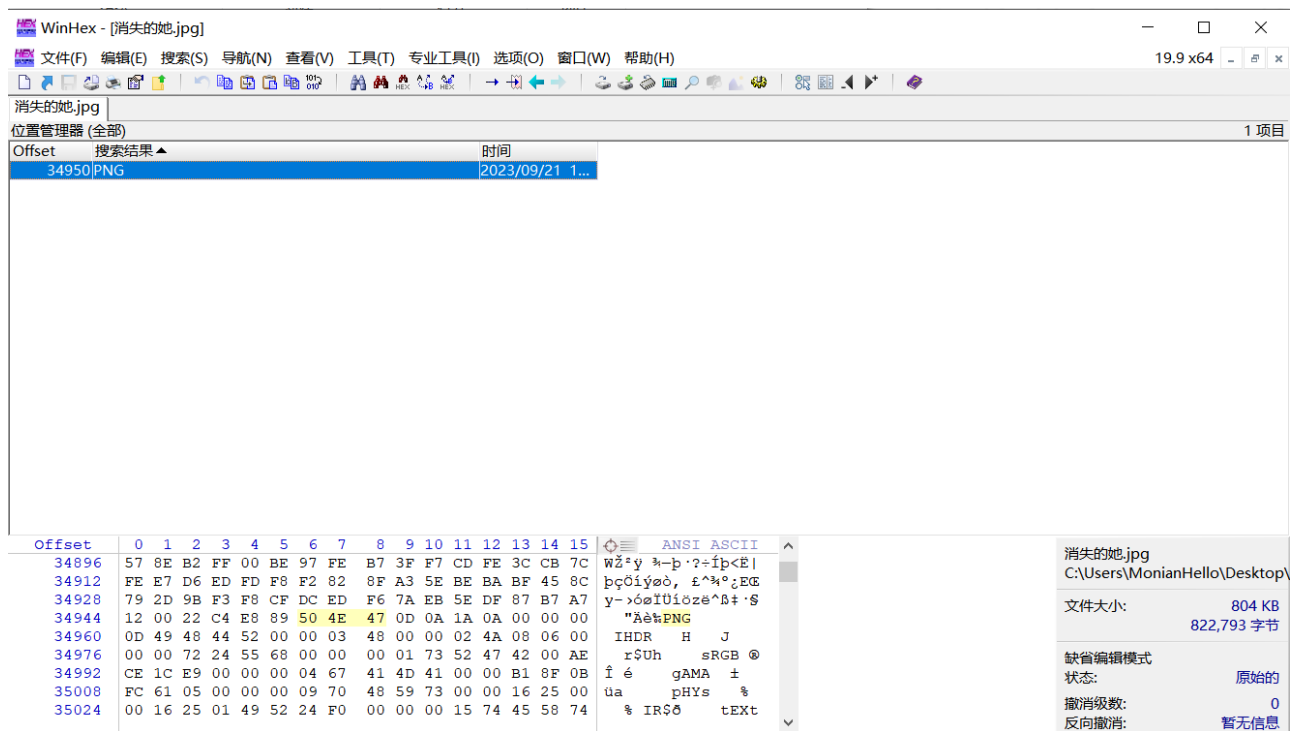 WinHex - [消失的她.jpg]
文件(F) 编辑(E) 搜索(S) 导航(N) 查看(V) 工具(T) 专业工具(I) 选项(O) 窗口(W) 帮助(H) 19.9 x64
消失的她.jpg
位置管理器 (全部) 1 项目
Offset 搜索结果 时间
34950 PNG 2023/09/21 1...
Offset 0 1 2 3 4 5 6 7 8 9 10 11 12 13 14 15 ANSI ASCII
34896 57 8E B2 FF 00 BE 97 FE B7 3F F7 CD FE 3C CB 7C WŽ²ÿ ¾—þ·?÷Íþ<Ë|
34912 FE E7 D6 ED FD F8 F2 82 8F A3 5E BE BA BF 45 8C þçÖíýøò‚ £^¾º¿EŒ
34928 79 2D 9B F3 F8 CF DC ED F6 7A EB 5E DF 87 B7 A7 y-›óøÏÜíözë^ß‡·§
34944 12 00 22 C4 E8 89 50 4E 47 0D 0A 1A 0A 00 00 00 "Äè‰PNG
34960 0D 49 48 44 52 00 00 03 48 00 00 02 4A 08 06 00 IHDR H J
34976 00 00 72 24 55 68 00 00 00 01 73 52 47 42 00 AE r$Uh sRGB ®
34992 CE 1C E9 00 00 00 04 67 41 4D 41 00 00 B1 8F 0B Î é gAMA ±
35008 FC 61 05 00 00 00 09 70 48 59 73 00 00 16 25 00 üa pHYs %
35024 00 16 25 01 49 52 24 F0 00 00 00 15 74 45 58 74 % IR$ð tEXt
消失的她.jpg
C:\Users\MonianHello\Desktop\
文件大小: 804 KB
822,793 字节
缺省编辑模式
状态: 原始的
撤消级数: 0
反向撤消: 暂无信息